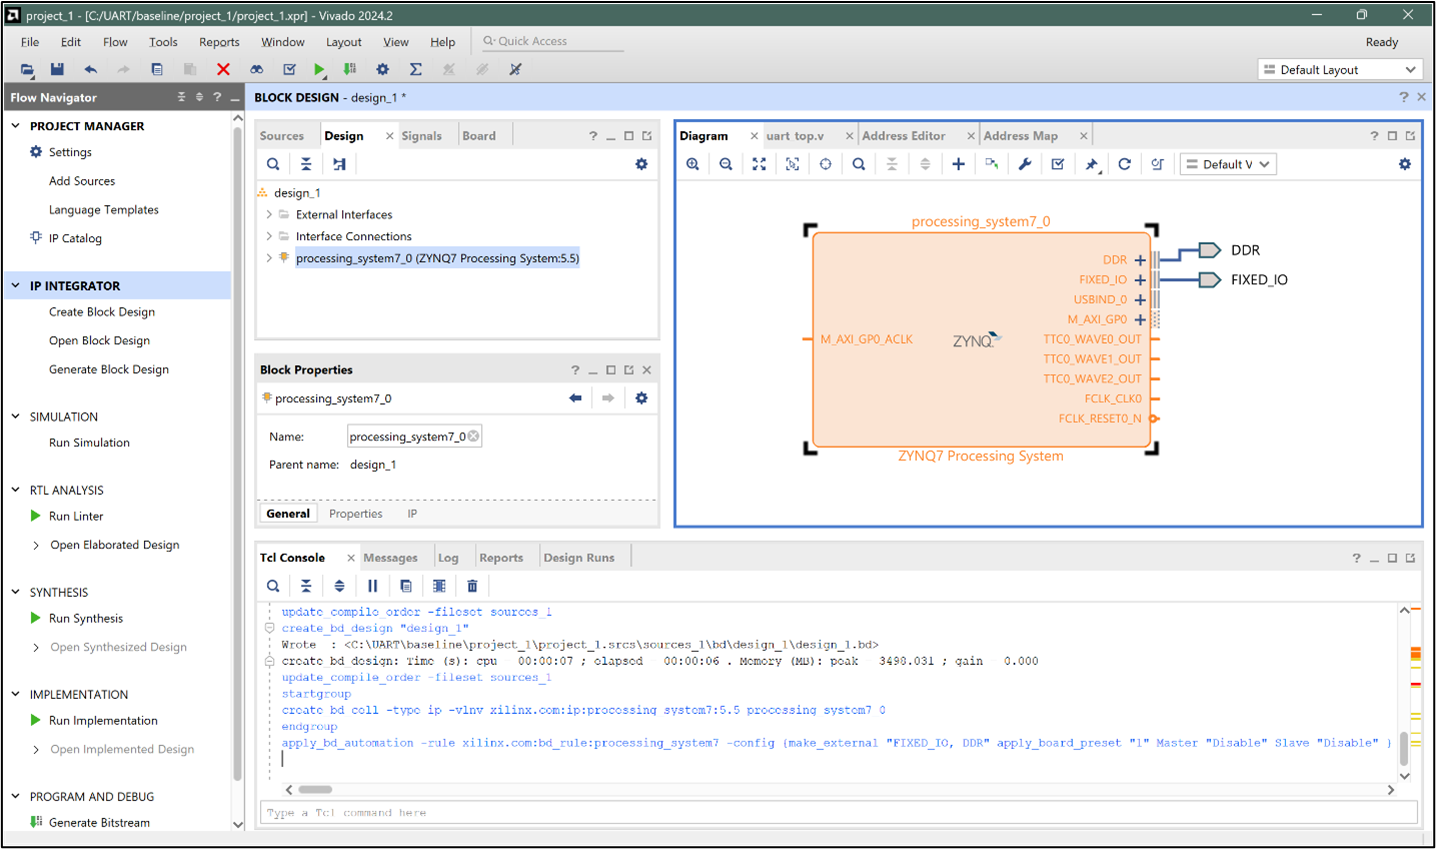 project_1 - [C:/UART/baseline/project_1/project_1.xpr] - Vivado 2024.2
File Edit Flow Tools Reports Window Layout View Help Quick Access Ready
Default Layout
Flow Navigator
PROJECT MANAGER
Settings
Add Sources
Language Templates
IP Catalog
IP INTEGRATOR
Create Block Design
Open Block Design
Generate Block Design
SIMULATION
Run Simulation
RTL ANALYSIS
Run Linter
Open Elaborated Design
SYNTHESIS
Run Synthesis
Open Synthesized Design
IMPLEMENTATION
Run Implementation
Open Implemented Design
PROGRAM AND DEBUG
Generate Bitstream
BLOCK DESIGN - design_1 *
Sources Design Signals Board
design_1
External Interfaces
Interface Connections
processing_system7_0 (ZYNQ7 Processing System:5.5)
Block Properties
processing_system7_0
Name: processing_system7_0
Parent name: design_1
General Properties IP
Diagram uart top.v Address Editor Address Map
Default V
processing_system7_0
DDR
FIXED_IO
USBIND_0
M_AXI_GP0
M_AXI_GP0_ACLK
ZYNQ
TTC0_WAVE0_OUT
TTC0_WAVE1_OUT
TTC0_WAVE2_OUT
FCLK_CLK0
FCLK_RESET0_N
ZYNQ7 Processing System
DDR
FIXED_IO
Tcl Console Messages Log Reports Design Runs
update_compile_order -fileset sources_1
create_bd_design "design_1"
Wrote : <C:\UART\baseline\project_1\project_1.srcs\sources_1\bd\design_1\design_1.bd>
create_bd_design: Time (s): cpu = 00:00:07 ; elapsed = 00:00:06 . Memory (MB): peak = 3498.031 ; gain = 0.000
update_compile_order -fileset sources_1
startgroup
create_bd_cell -type ip -vlnv xilinx.com:ip:processing_system7:5.5 processing_system7_0
endgroup
apply_bd_automation -rule xilinx.com:bd_rule:processing_system7 -config {make_external "FIXED_IO, DDR" apply_board_preset "1" Master "Disable" Slave "Disable" }
Type a Tcl command here